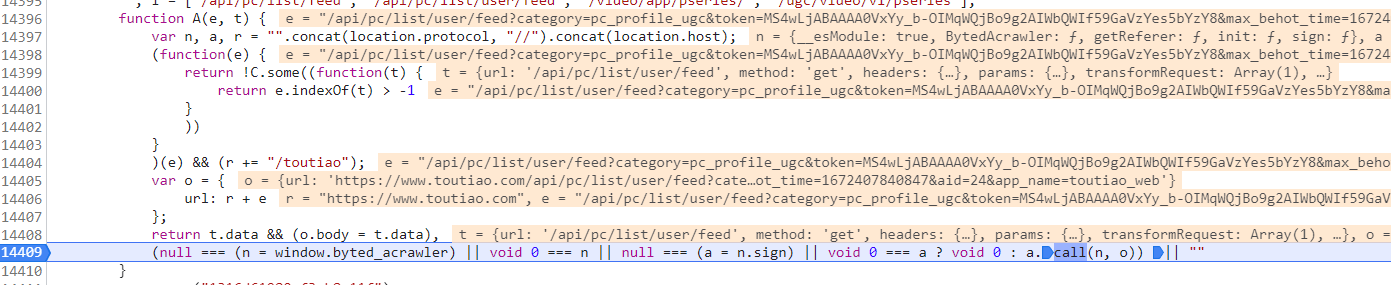 14396 function A(e, t) { e = "/api/pc/list/user/feed?category=pc_profile_ugc&token=MS4wLjABAAAA0VxYy_b-OIMqWQjBo9g2AIWbQWIf59GaVzYes5bYzY8&max_behot_time=16724
14397 var n, a, r = "".concat(location.protocol, "//").concat(location.host); n = {__esModule: true, BytedAcrawler: ƒ, getReferer: ƒ, init: ƒ, sign: ƒ}, a
14398 (function(e) { e = "/api/pc/list/user/feed?category=pc_profile_ugc&token=MS4wLjABAAAA0VxYy_b-OIMqWQjBo9g2AIWbQWIf59GaVzYes5bYzY8&max_behot_time=16724
14399 return !C.some((function(t) { t = {url: '/api/pc/list/user/feed', method: 'get', headers: {…}, params: {…}, transformRequest: Array(1), …}
14400 return e.indexOf(t) > -1 e = "/api/pc/list/user/feed?category=pc_profile_ugc&token=MS4wLjABAAAA0VxYy_b-OIMqWQjBo9g2AIWbQWIf59GaVzYes5bYzY8&ma
14401 }
14402 ))
14403 }
14404 )(e) && (r += "/toutiao"); e = "/api/pc/list/user/feed?category=pc_profile_ugc&token=MS4wLjABAAAA0VxYy_b-OIMqWQjBo9g2AIWbQWIf59GaVzYes5bYzY8&max_beho
14405 var o = { o = {url: 'https://www.toutiao.com/api/pc/list/user/feed?cate…ot_time=1672407840847&aid=24&app_name=toutiao_web'}
14406 url: r + e r = "https://www.toutiao.com", e = "/api/pc/list/user/feed?category=pc_profile_ugc&token=MS4wLjABAAAA0VxYy_b-OIMqWQjBo9g2AIWbQWIf59GaV
14407 };
14408 return t.data && (o.body = t.data), t = {url: '/api/pc/list/user/feed', method: 'get', headers: {…}, params: {…}, transformRequest: Array(1), …}, o =
14409 (null === (n = window.byted_acrawler) || void 0 === n || null === (a = n.sign) || void 0 === a ? void 0 : a.call(n, o)) || ""
14410 }